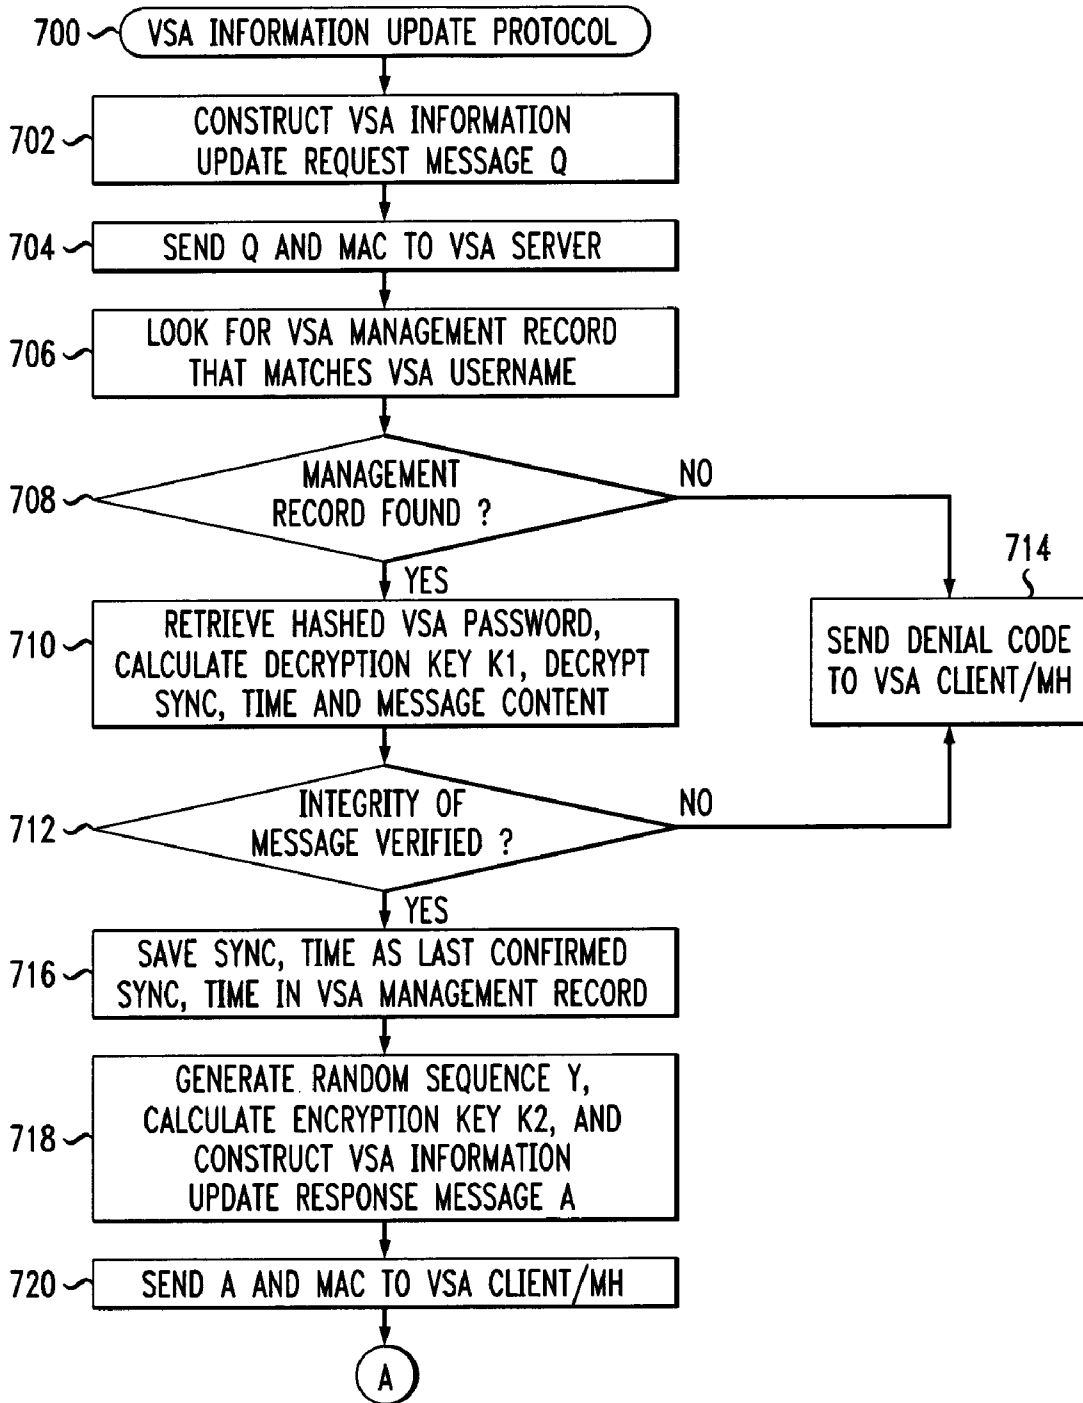 700 VSA INFORMATION UPDATE PROTOCOL
702 CONSTRUCT VSA INFORMATION
UPDATE REQUEST MESSAGE Q
704 SEND Q AND MAC TO VSA SERVER
706 LOOK FOR VSA MANAGEMENT RECORD
THAT MATCHES VSA USERNAME
708 MANAGEMENT
RECORD FOUND ?
NO
YES
710 RETRIEVE HASHED VSA PASSWORD,
CALCULATE DECRYPTION KEY K1, DECRYPT
SYNC, TIME AND MESSAGE CONTENT
714
SEND DENIAL CODE
TO VSA CLIENT/MH
712 INTEGRITY OF
MESSAGE VERIFIED ?
NO
YES
716 SAVE SYNC, TIME AS LAST CONFIRMED
SYNC, TIME IN VSA MANAGEMENT RECORD
718 GENERATE RANDOM SEQUENCE Y,
CALCULATE ENCRYPTION KEY K2, AND
CONSTRUCT VSA INFORMATION
UPDATE RESPONSE MESSAGE A
720 SEND A AND MAC TO VSA CLIENT/MH
A